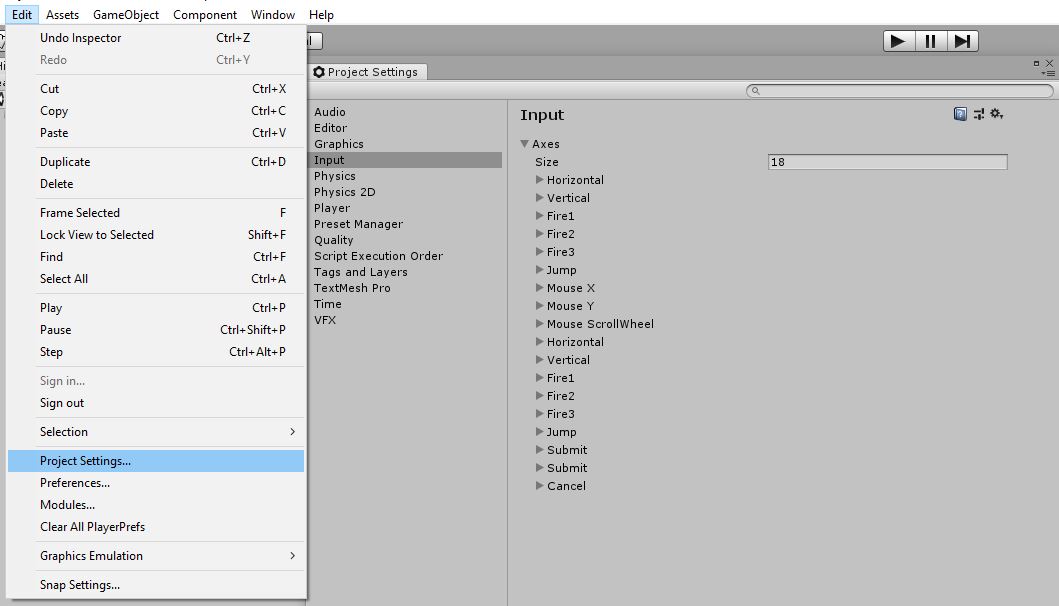 Edit Assets GameObject Component Window Help
Undo Inspector Ctrl+Z
Redo Ctrl+Y
Cut Ctrl+X
Copy Ctrl+C
Paste Ctrl+V
Duplicate Ctrl+D
Delete
Frame Selected F
Lock View to Selected Shift+F
Find Ctrl+F
Select All Ctrl+A
Play Ctrl+P
Pause Ctrl+Shift+P
Step Ctrl+Alt+P
Sign in...
Sign out
Selection
Project Settings...
Preferences...
Modules...
Clear All PlayerPrefs
Graphics Emulation
Snap Settings...
Project Settings
Audio
Editor
Graphics
Input
Physics
Physics 2D
Player
Preset Manager
Quality
Script Execution Order
Tags and Layers
TextMesh Pro
Time
VFX
Input
Axes
Size 18
Horizontal
Vertical
Fire1
Fire2
Fire3
Jump
Mouse X
Mouse Y
Mouse ScrollWheel
Horizontal
Vertical
Fire1
Fire2
Fire3
Jump
Submit
Submit
Cancel